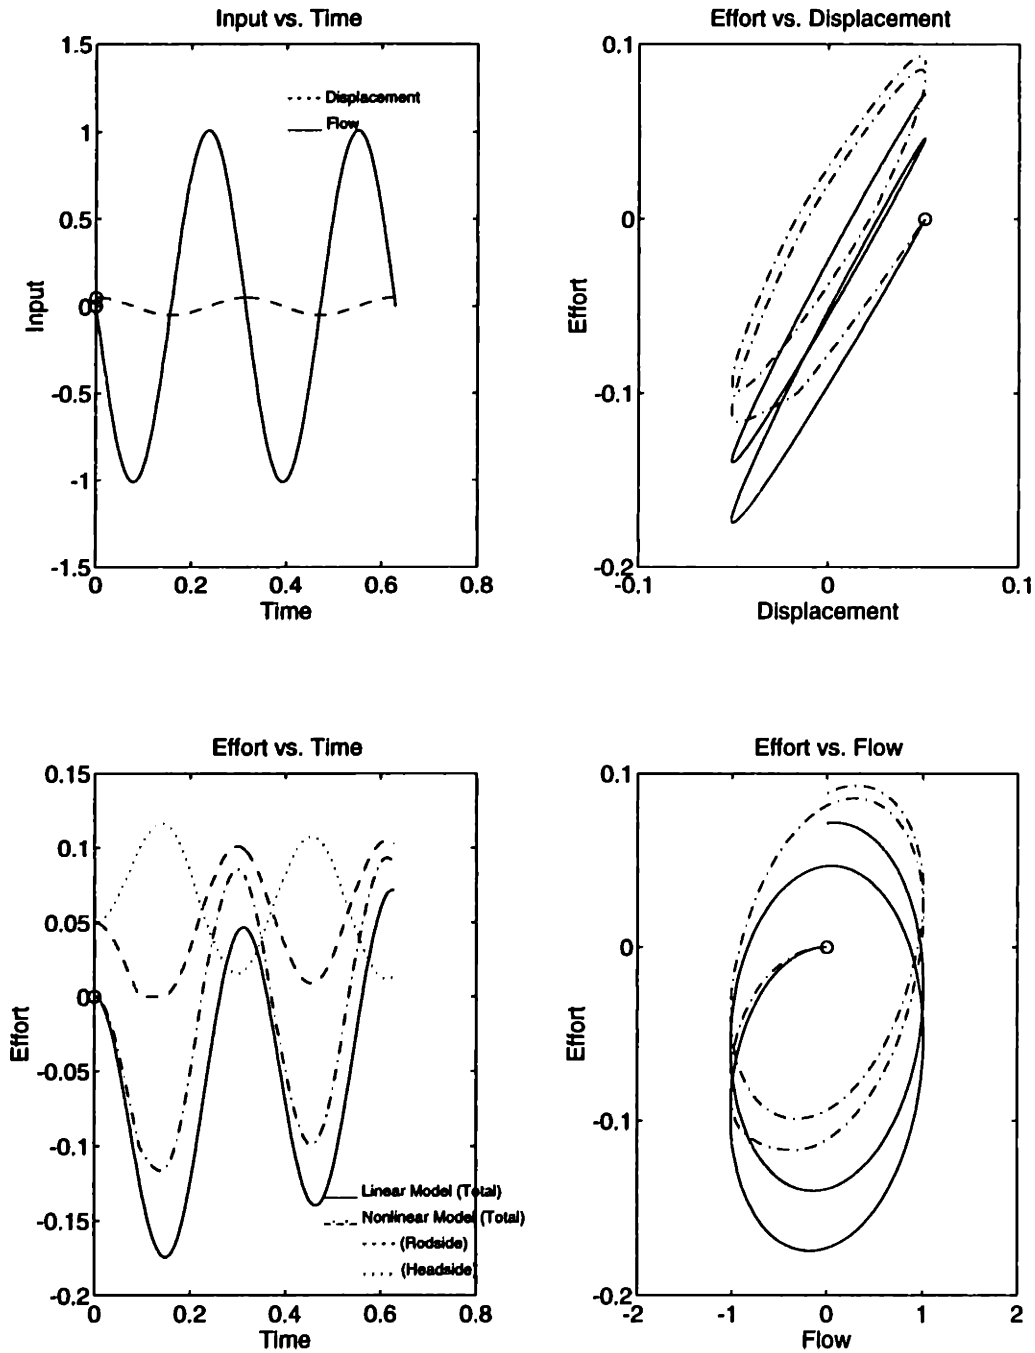 Input vs. Time
1.5
1
0.5
0
-0.5
-1
-1.5
Input
Displacement
Flow
0
0.2
0.4
0.6
0.8
Time
Effort vs. Displacement
0.1
0
-0.1
-0.2
Effort
-0.1
0
0.1
Displacement
Effort vs. Time
0.15
0.1
0.05
0
-0.05
-0.1
-0.15
-0.2
Effort
Linear Model (Total)
Nonlinear Model (Total)
(Rodside)
(Headside)
0
0.2
0.4
0.6
0.8
Time
Effort vs. Flow
0.1
0
-0.1
-0.2
Effort
-2
-1
0
1
2
Flow